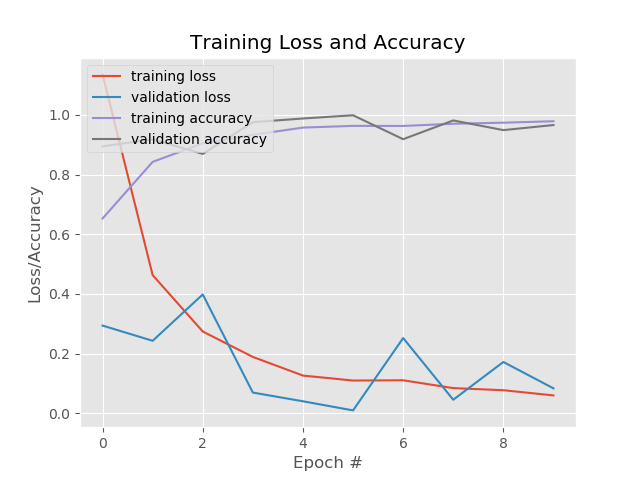 Training Loss and Accuracy
training loss
validation loss
training accuracy
validation accuracy
1.0
0.8
0.6
0.4
0.2
0.0
Loss/Accuracy
0 2 4 6 8
Epoch #